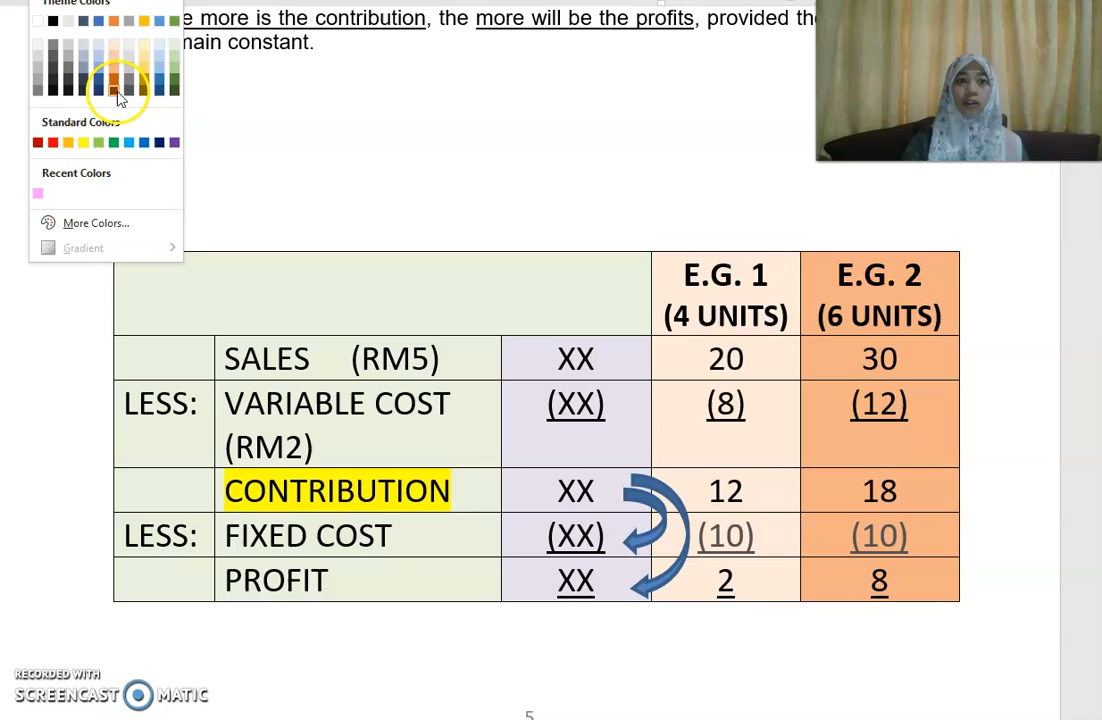 Theme Colors
e more is the contribution, the more will be the profits, provided the
main constant.
Standard Colors
Recent Colors
More Colors...
Gradient
E.G. 1 E.G. 2
(4 UNITS) (6 UNITS)
SALES (RM5) XX 20 30
LESS: VARIABLE COST (XX) (8) (12)
(RM2)
CONTRIBUTION XX 12 18
LESS: FIXED COST (XX) (10) (10)
PROFIT XX 2 8
RECORDED WITH
SCREENCAST MATIC
5